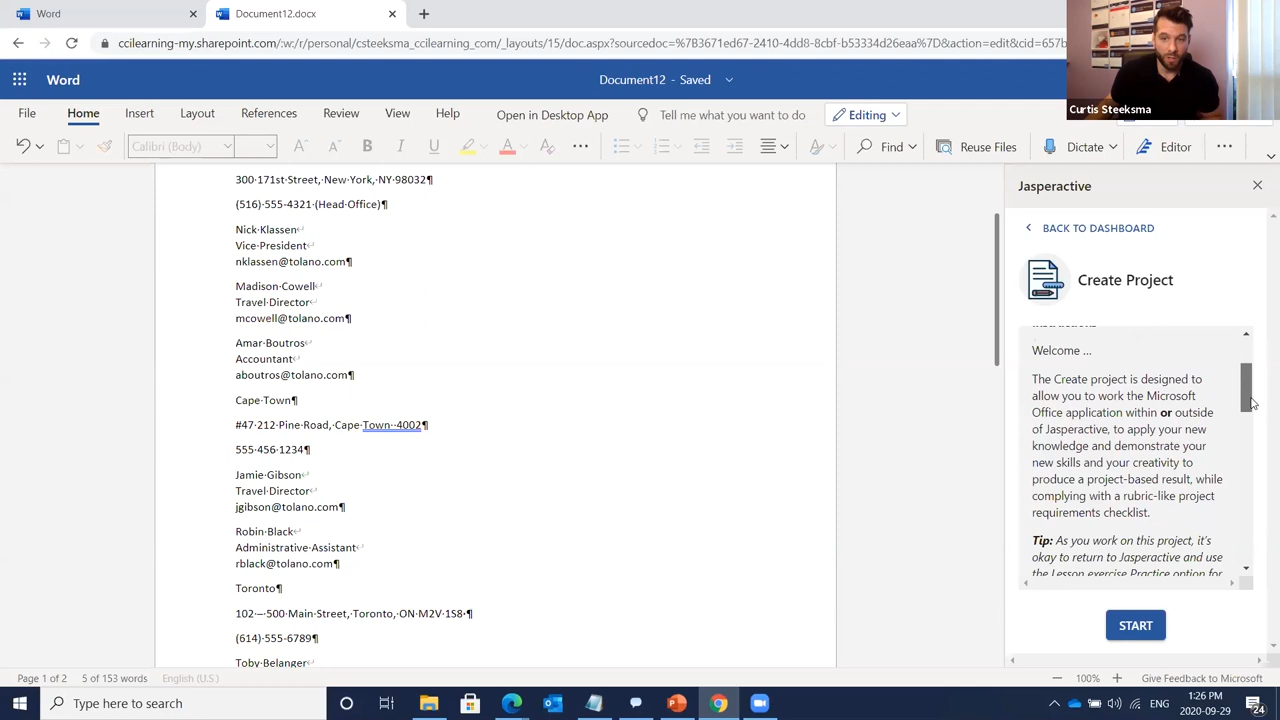 Word
Document12.docx
ccilearning-my.sharepoint.com/:w:/r/personal/csteeksma_ccilearning_com/_layouts/15/doc.aspx?sourcedoc=%7B3671ed67-2410-4dd8-8cbf-b53334d26eaa%7D&action=edit&cid=657b
Word
Document12 - Saved
Curtis Steeksma
File
Home
Insert
Layout
References
Review
View
Help
Open in Desktop App
Tell me what you want to do
Editing
Calibri (Body)
Find
Reuse Files
Dictate
Editor
300·171st·Street,·New·York,·NY·98032¶
(516)·555-4321·(Head·Office)¶
Nick·Klassen
Vice·President
nklassen@tolano.com¶
Madison·Cowell
Travel·Director
mcowell@tolano.com¶
Amar·Boutros
Accountant
aboutros@tolano.com¶
Cape·Town¶
#47·212·Pine·Road,·Cape·Town··4002¶
555·456·1234¶
Jamie·Gibson
Travel·Director
jgibson@tolano.com¶
Robin·Black
Administrative·Assistant
rblack@tolano.com¶
Toronto¶
102·–·500·Main·Street,·Toronto,·ON·M2V·1S8·¶
(614)·555-6789¶
Toby·Belanger
Jasperactive
BACK TO DASHBOARD
Create Project
Welcome ...
The Create project is designed to
allow you to work the Microsoft
Office application within or outside
of Jasperactive, to apply your new
knowledge and demonstrate your
new skills and your creativity to
produce a project-based result, while
complying with a rubric-like project
requirements checklist.
Tip: As you work on this project, it's
okay to return to Jasperactive and use
the Lesson exercise Practice option for
START
Page 1 of 2
5 of 153 words
English (U.S.)
100%
Give Feedback to Microsoft
Type here to search
ENG
1:26 PM
2020-09-29
24